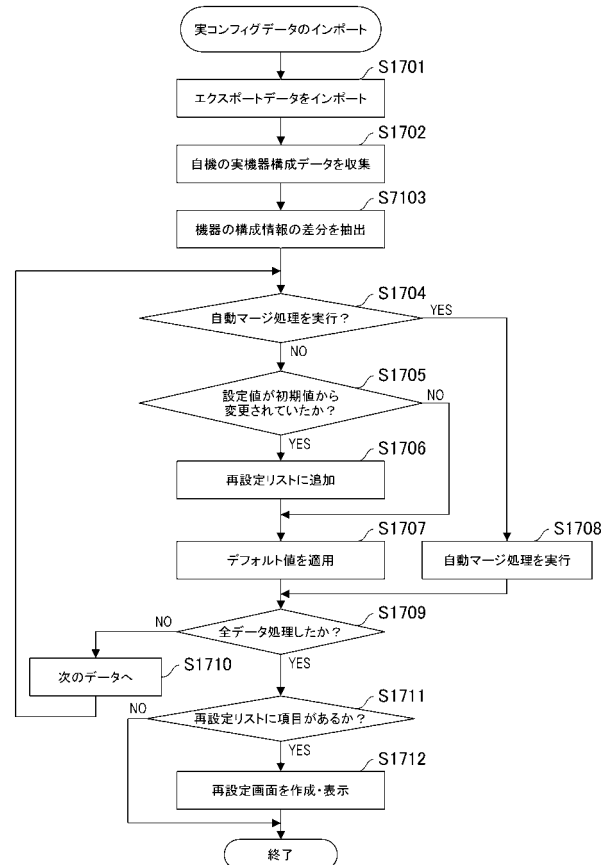 実コンフィグデータのインポート
S1701
エクスポートデータをインポート
S1702
自機の実機器構成データを収集
S7103
機器の構成情報の差分を抽出
S1704
自動マージ処理を実行?
YES
NO
S1705
設定値が初期値から
変更されていたか?
NO
YES
S1706
再設定リストに追加
S1707
デフォルト値を適用
S1708
自動マージ処理を実行
S1709
全データ処理したか?
NO
YES
S1710
次のデータへ
S1711
再設定リストに項目があるか?
NO
YES
S1712
再設定画面を作成・表示
終了